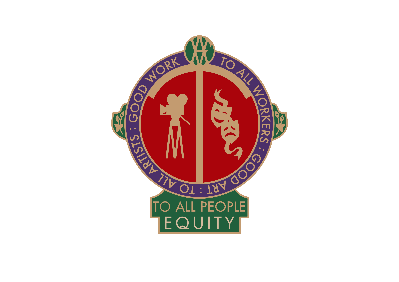 GOOD WORK TO ALL WORKERS : GOOD ART : TO ALL ARTISTS :
TO ALL PEOPLE
EQUITY